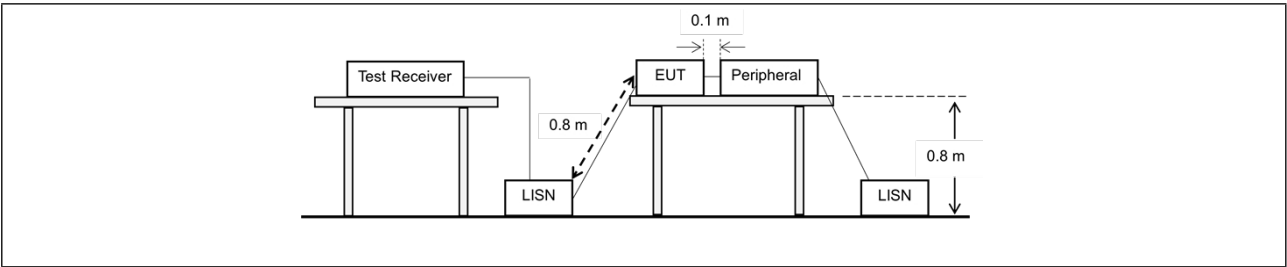 0.1 m
Test Receiver
EUT
Peripheral
0.8 m
0.8 m
LISN
LISN